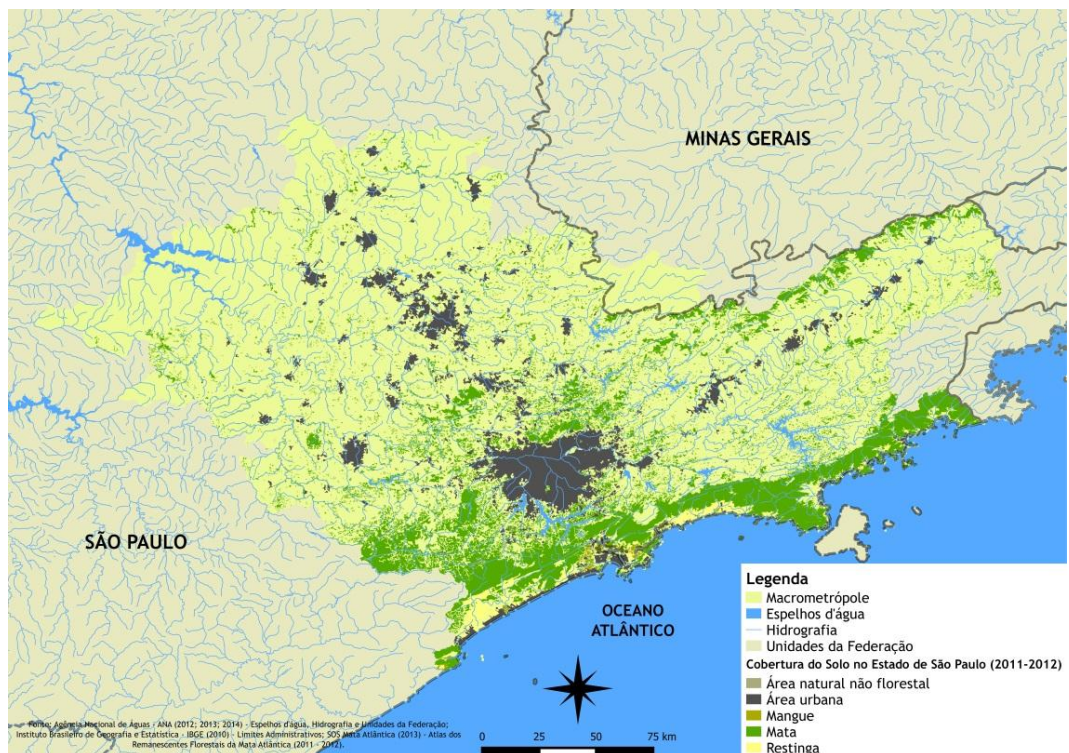 MINAS GERAIS
SÃO PAULO
OCEANO
ATLÂNTICO
Legenda
Macrometrópole
Espelhos d'água
Hidrografia
Unidades da Federação
Cobertura do Solo no Estado de São Paulo (2011-2012)
Área natural não florestal
Área urbana
Mangue
Mata
Restinga
Fonte: Agência Nacional de Águas - ANA (2012; 2013; 2014) - Espelhos d'água, Hidrografia e Unidades da Federação;
Instituto Brasileiro de Geografia e Estatística - IBGE (2010) - Limites Administrativos; SOS Mata Atlântica (2013) - Atlas dos
Remanescentes Florestais da Mata Atlântica (2011 - 2012).
0 25 50 75 km